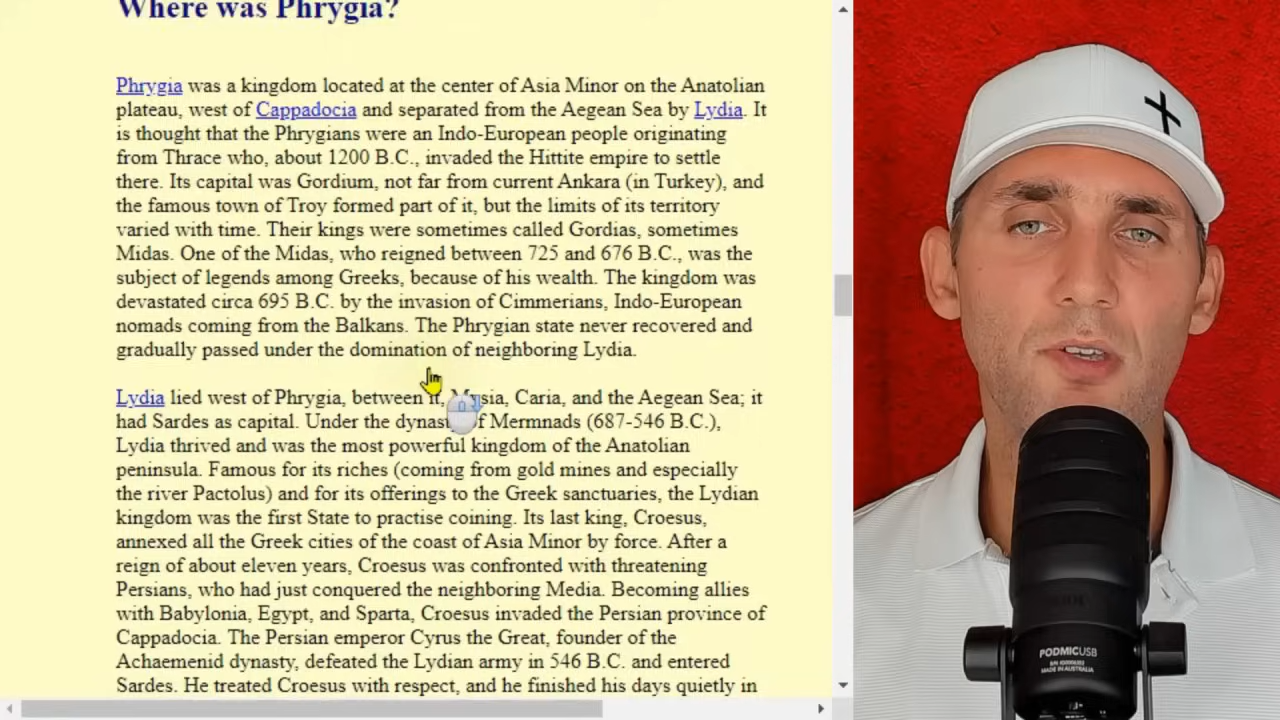 Where was Phrygia?
Phrygia was a kingdom located at the center of Asia Minor on the Anatolian
plateau, west of Cappadocia and separated from the Aegean Sea by Lydia. It
is thought that the Phrygians were an Indo-European people originating
from Thrace who, about 1200 B.C., invaded the Hittite empire to settle
there. Its capital was Gordium, not far from current Ankara (in Turkey), and
the famous town of Troy formed part of it, but the limits of its territory
varied with time. Their kings were sometimes called Gordias, sometimes
Midas. One of the Midas, who reigned between 725 and 676 B.C., was the
subject of legends among Greeks, because of his wealth. The kingdom was
devastated circa 695 B.C. by the invasion of Cimmerians, Indo-European
nomads coming from the Balkans. The Phrygian state never recovered and
gradually passed under the domination of neighboring Lydia.
Lydia lied west of Phrygia, between it, Mysia, Caria, and the Aegean Sea; it
had Sardes as capital. Under the dynasty of Mermnads (687-546 B.C.),
Lydia thrived and was the most powerful kingdom of the Anatolian
peninsula. Famous for its riches (coming from gold mines and especially
the river Pactolus) and for its offerings to the Greek sanctuaries, the Lydian
kingdom was the first State to practise coining. Its last king, Croesus,
annexed all the Greek cities of the coast of Asia Minor by force. After a
reign of about eleven years, Croesus was confronted with threatening
Persians, who had just conquered the neighboring Media. Becoming allies
with Babylonia, Egypt, and Sparta, Croesus invaded the Persian province of
Cappadocia. The Persian emperor Cyrus the Great, founder of the
Achaemenid dynasty, defeated the Lydian army in 546 B.C. and entered
Sardes. He treated Croesus with respect, and he finished his days quietly in
PODMICUSB
MADE IN AUSTRALIA